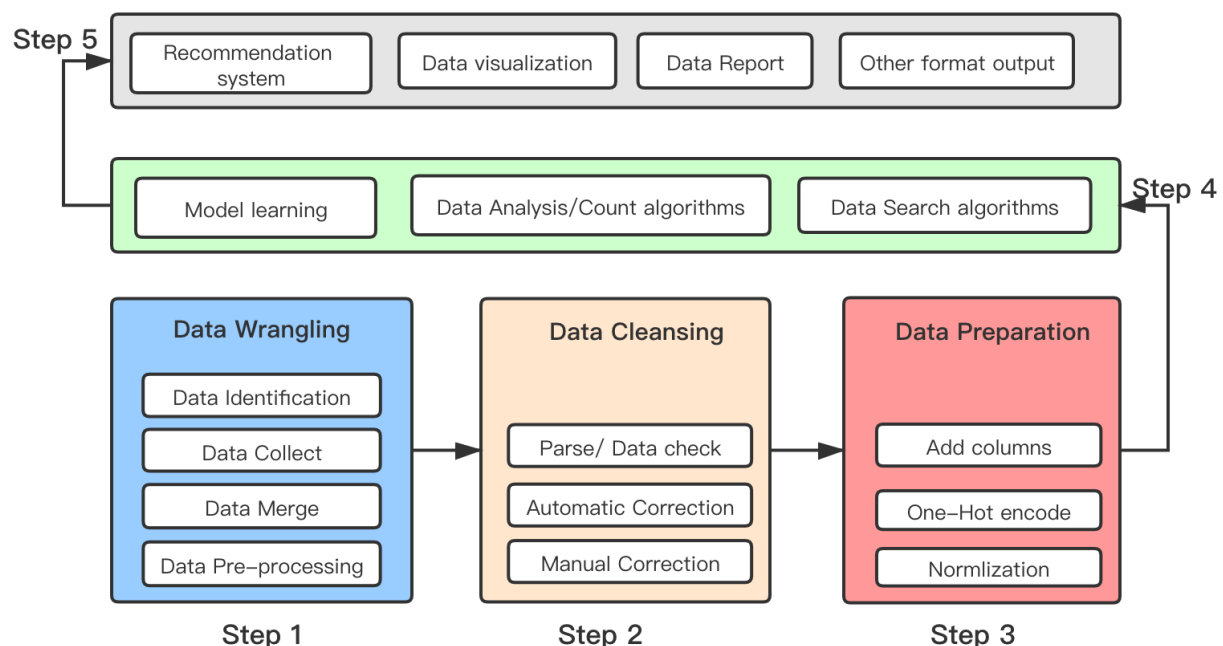 Step 5
Recommendation
system
Data visualization
Data Report
Other format output
Step 4
Model learning
Data Analysis/Count algorithms
Data Search algorithms
Data Wrangling
Data Identification
Data Collect
Data Merge
Data Pre-processing
Step 1
Data Cleansing
Parse/ Data check
Automatic Correction
Manual Correction
Step 2
Data Preparation
Add columns
One-Hot encode
Normlization
Step 3